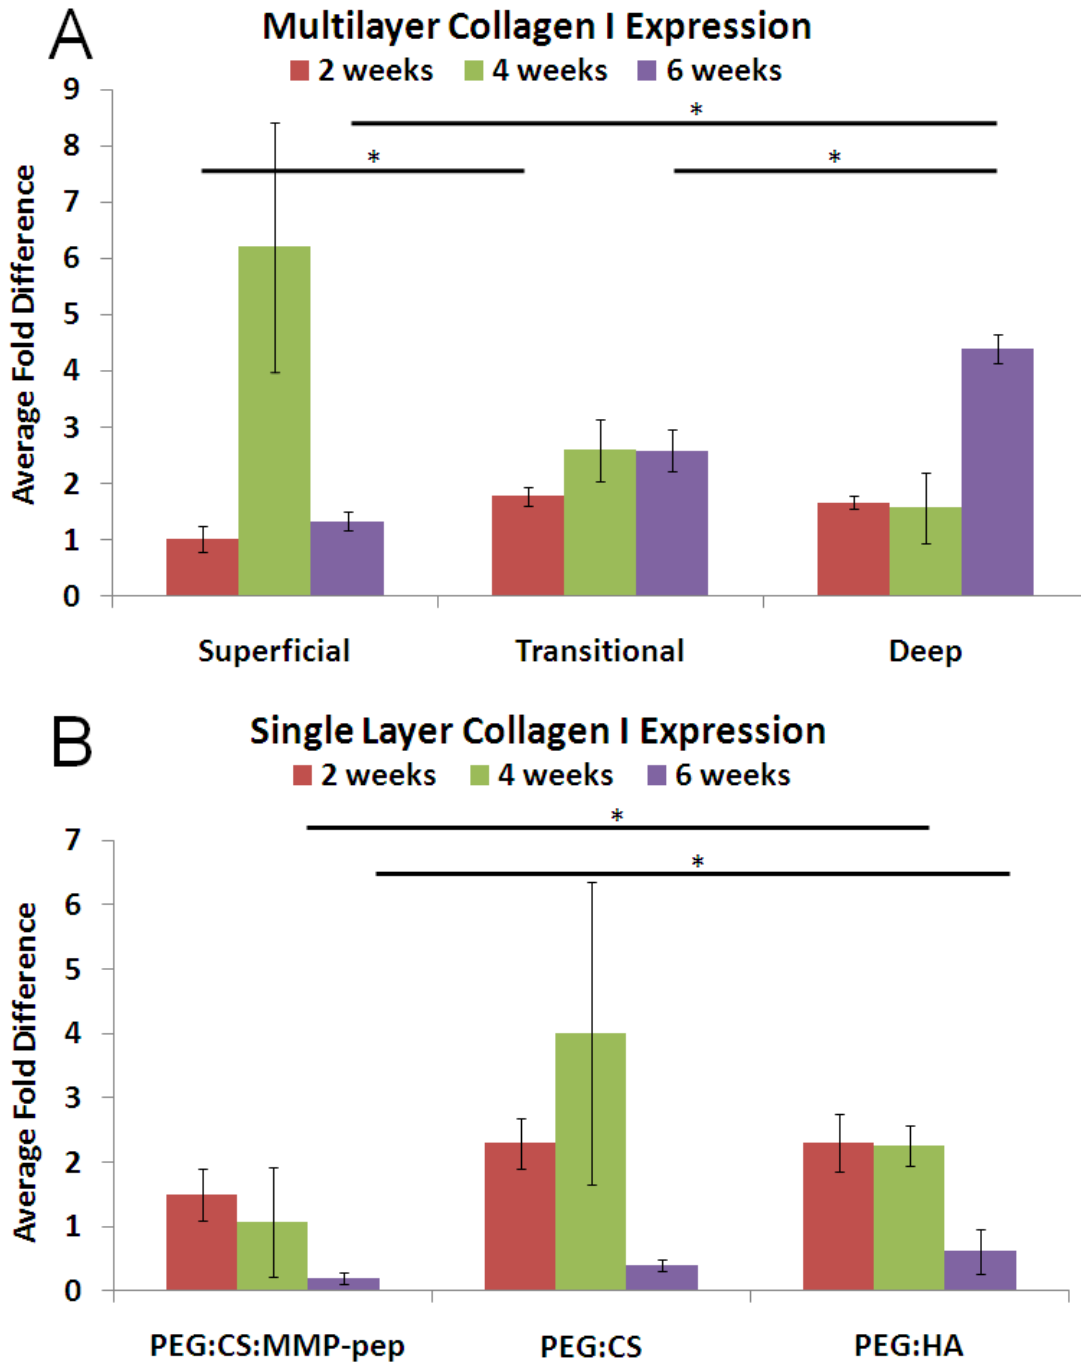 A
Multilayer Collagen I Expression
2 weeks 4 weeks 6 weeks
Average Fold Difference
9
8
7
6
5
4
3
2
1
0
*
*
*
Superficial Transitional Deep
B
Single Layer Collagen I Expression
2 weeks 4 weeks 6 weeks
Average Fold Difference
7
6
5
4
3
2
1
0
*
*
PEG:CS:MMP-pep PEG:CS PEG:HA